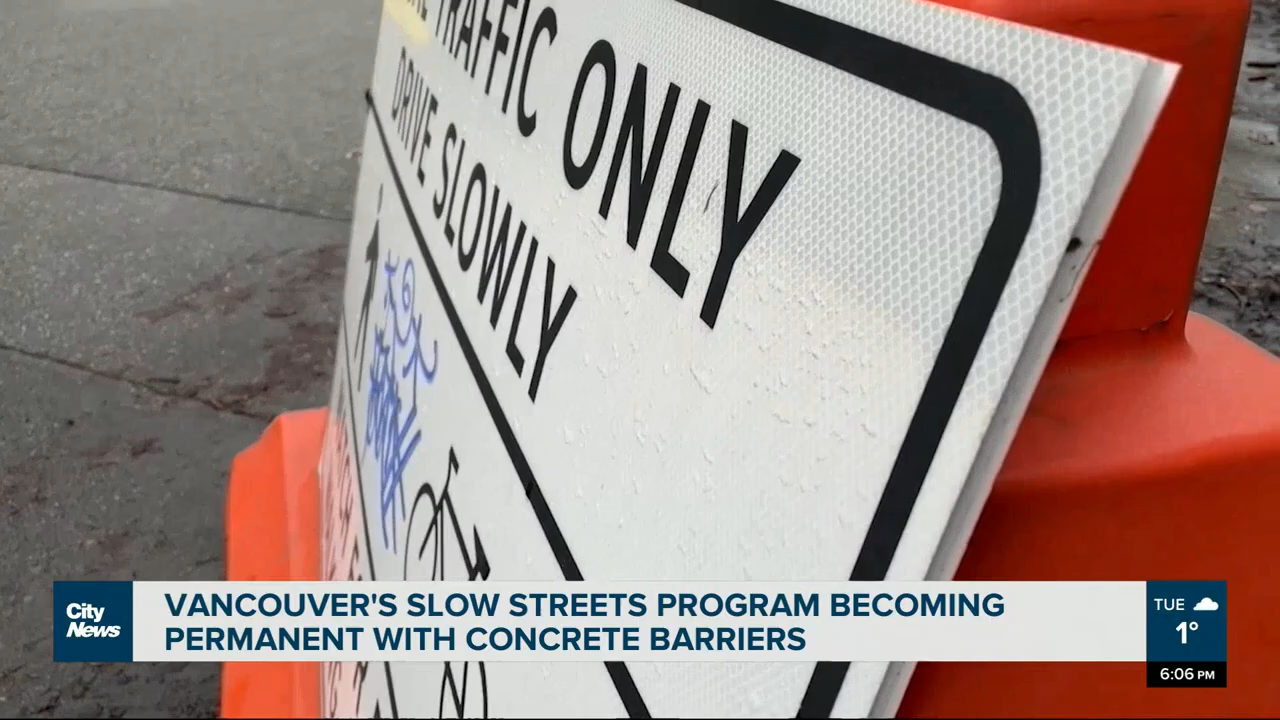 TRAFFIC ONLY
DRIVE SLOWLY
City
News
VANCOUVER'S SLOW STREETS PROGRAM BECOMING
PERMANENT WITH CONCRETE BARRIERS
TUE
1°
6:06 PM